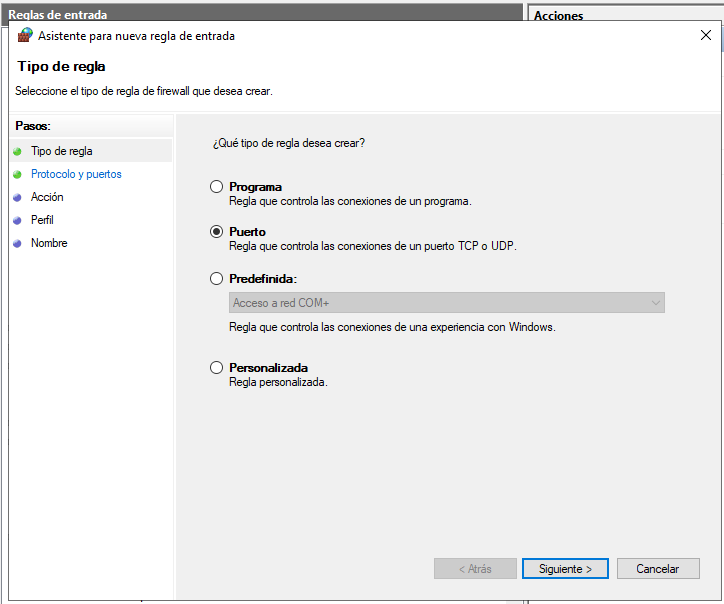 Reglas de entrada
Acciones
Asistente para nueva regla de entrada
Tipo de regla
Seleccione el tipo de regla de firewall que desea crear.
Pasos:
Tipo de regla
Protocolo y puertos
Acción
Perfil
Nombre
¿Qué tipo de regla desea crear?
Programa
Regla que controla las conexiones de un programa.
Puerto
Regla que controla las conexiones de un puerto TCP o UDP.
Predefinida:
Acceso a red COM+
Regla que controla las conexiones de una experiencia con Windows.
Personalizada
Regla personalizada.
< Atrás
Siguiente >
Cancelar